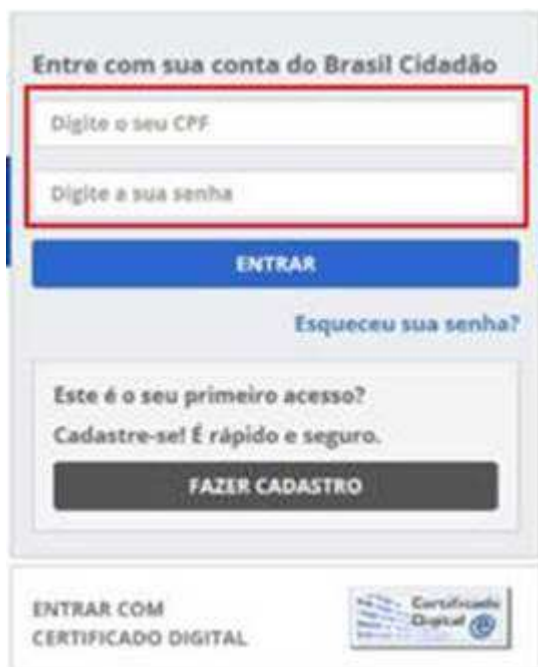 Entre com sua conta do Brasil Cidadão
Digite o seu CPF
Digite a sua senha
ENTRAR
Esqueceu sua senha?
Este é o seu primeiro acesso?
Cadastre-se! É rápido e seguro.
FAZER CADASTRO
ENTRAR COM
CERTIFICADO DIGITAL
Certificado
Digital